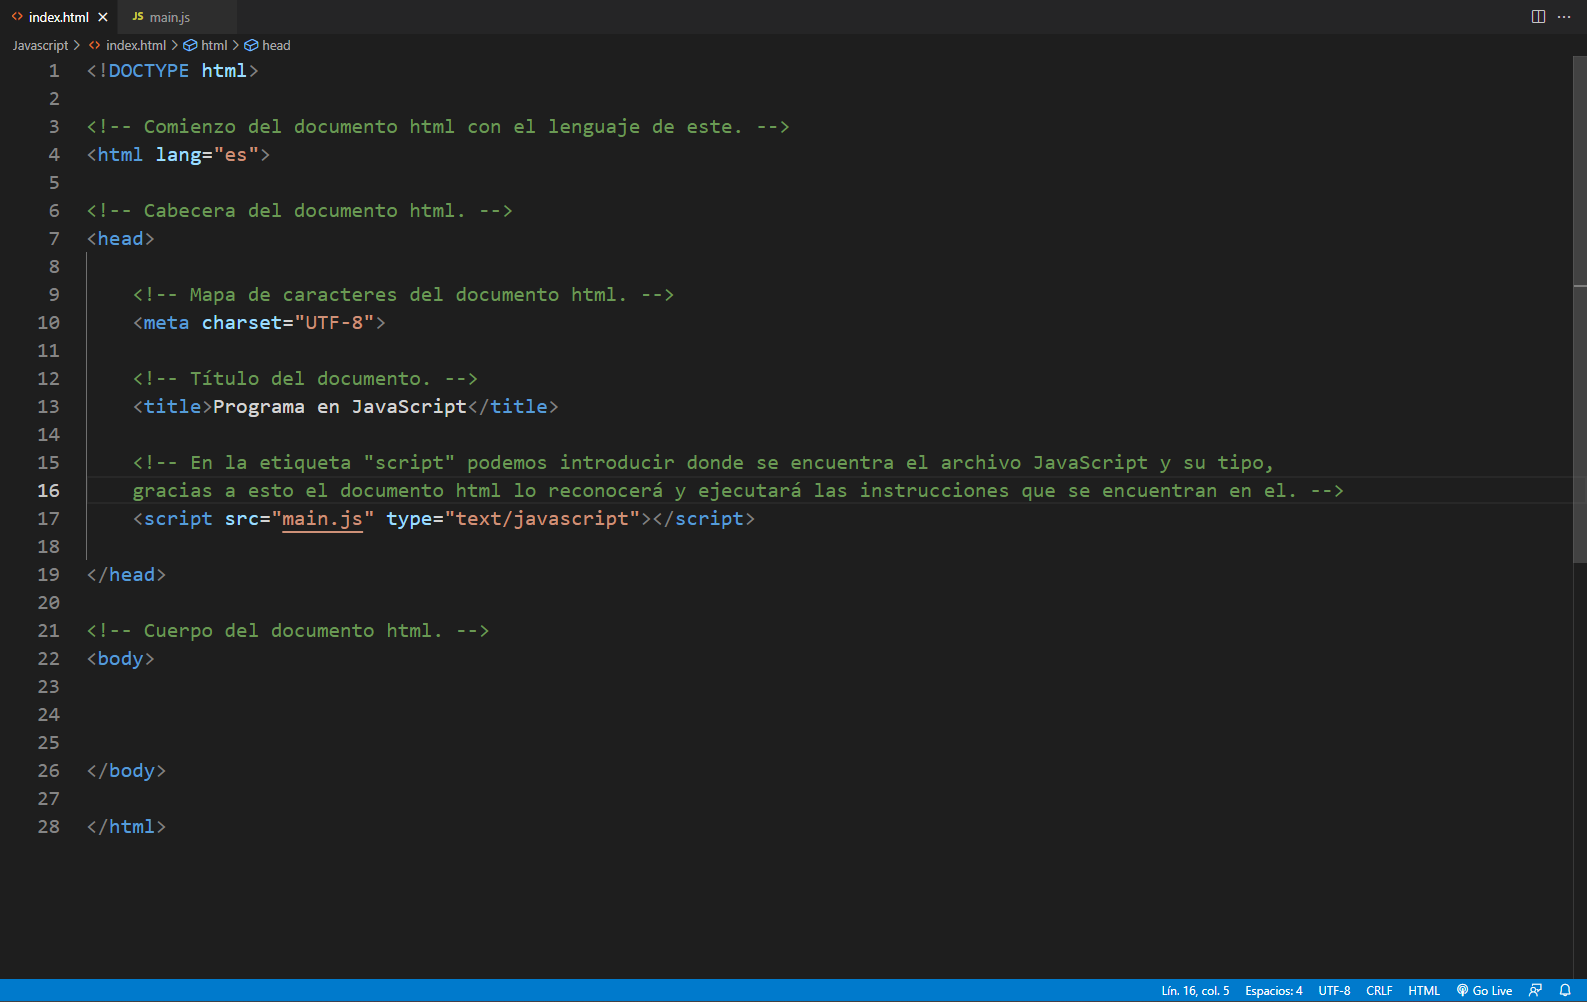 index.html
JS main.js
Javascript > index.html > html > head
1 <!DOCTYPE html>
2
3 <!-- Comienzo del documento html con el lenguaje de este. -->
4 <html lang="es">
5
6 <!-- Cabecera del documento html. -->
7 <head>
8
9     <!-- Mapa de caracteres del documento html. -->
10     <meta charset="UTF-8">
11
12     <!-- Título del documento. -->
13     <title>Programa en JavaScript</title>
14
15     <!-- En la etiqueta "script" podemos introducir donde se encuentra el archivo JavaScript y su tipo,
16     gracias a esto el documento html lo reconocerá y ejecutará las instrucciones que se encuentran en el. -->
17     <script src="main.js" type="text/javascript"></script>
18
19 </head>
20
21 <!-- Cuerpo del documento html. -->
22 <body>
23
24
25
26 </body>
27
28 </html>
Lín. 16, col. 5 Espacios: 4 UTF-8 CRLF HTML Go Live